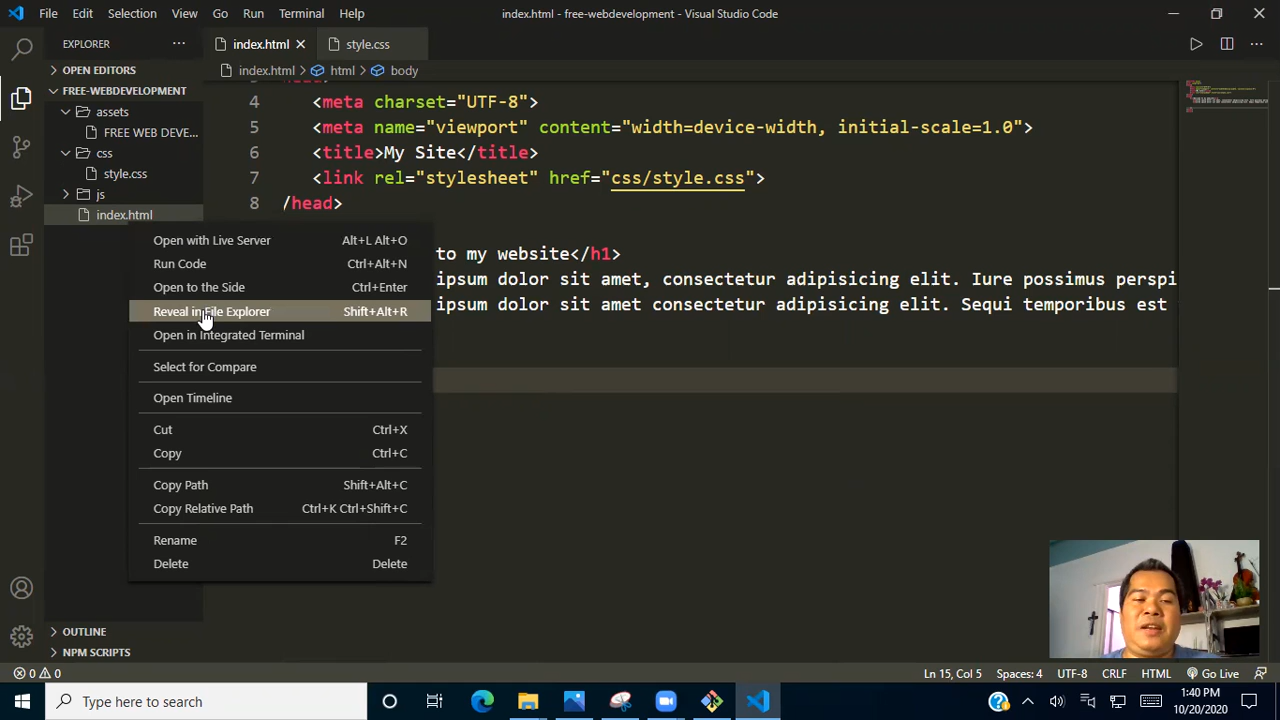 File Edit Selection View Go Run Terminal Help
index.html - free-webdevelopment - Visual Studio Code
EXPLORER
index.html
style.css
OPEN EDITORS
index.html > html > body
FREE-WEBDEVELOPMENT
assets
FREE WEB DEVE...
css
style.css
js
index.html
4 <meta charset="UTF-8">
5 <meta name="viewport" content="width=device-width, initial-scale=1.0">
6 <title>My Site</title>
7 <link rel="stylesheet" href="css/style.css">
8 /head>
to my website</h1>
ipsum dolor sit amet, consectetur adipisicing elit. Iure possimus perspi
ipsum dolor sit amet consectetur adipisicing elit. Sequi temporibus est
Open with Live Server Alt+L Alt+O
Run Code Ctrl+Alt+N
Open to the Side Ctrl+Enter
Reveal in File Explorer Shift+Alt+R
Open in Integrated Terminal
Select for Compare
Open Timeline
Cut Ctrl+X
Copy Ctrl+C
Copy Path Shift+Alt+C
Copy Relative Path Ctrl+K Ctrl+Shift+C
Rename F2
Delete Delete
OUTLINE
NPM SCRIPTS
0 0
Ln 15, Col 5 Spaces: 4 UTF-8 CRLF HTML Go Live
Type here to search
1:40 PM
10/20/2020